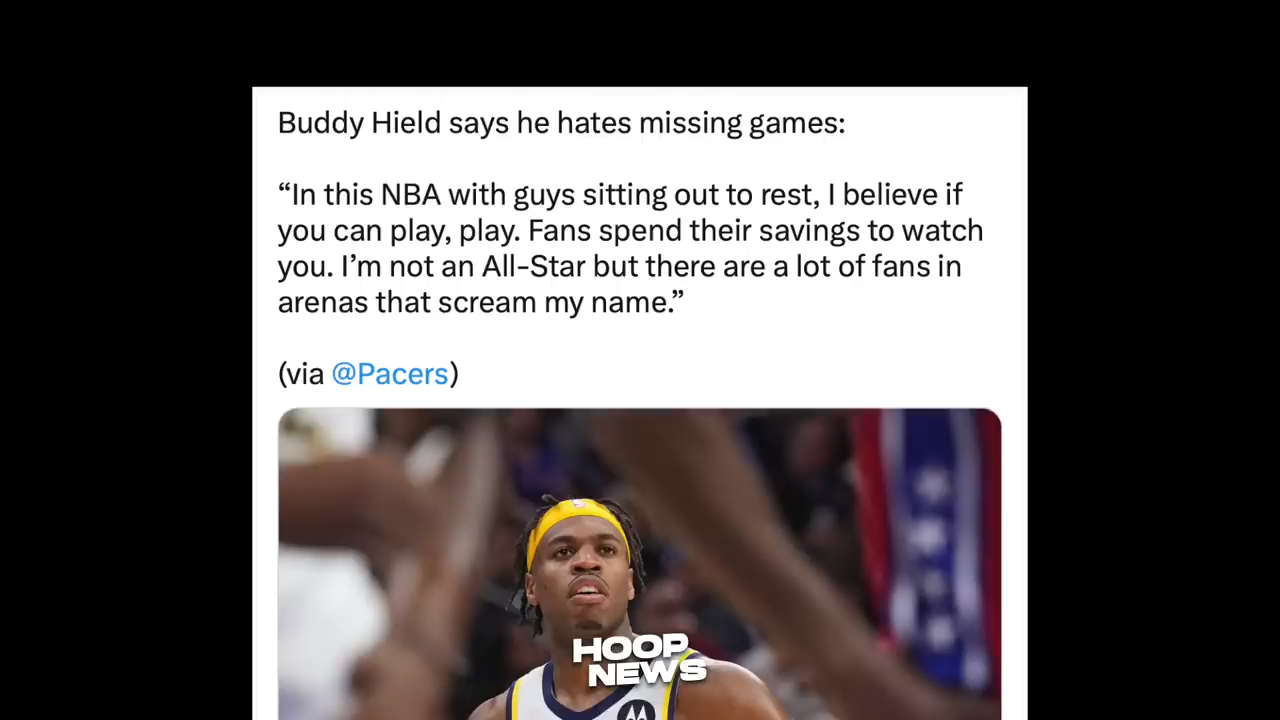 Buddy Hield says he hates missing games:
“In this NBA with guys sitting out to rest, I believe if
you can play, play. Fans spend their savings to watch
you. I’m not an All-Star but there are a lot of fans in
arenas that scream my name.”
(via @Pacers)
HOOP
NEWS